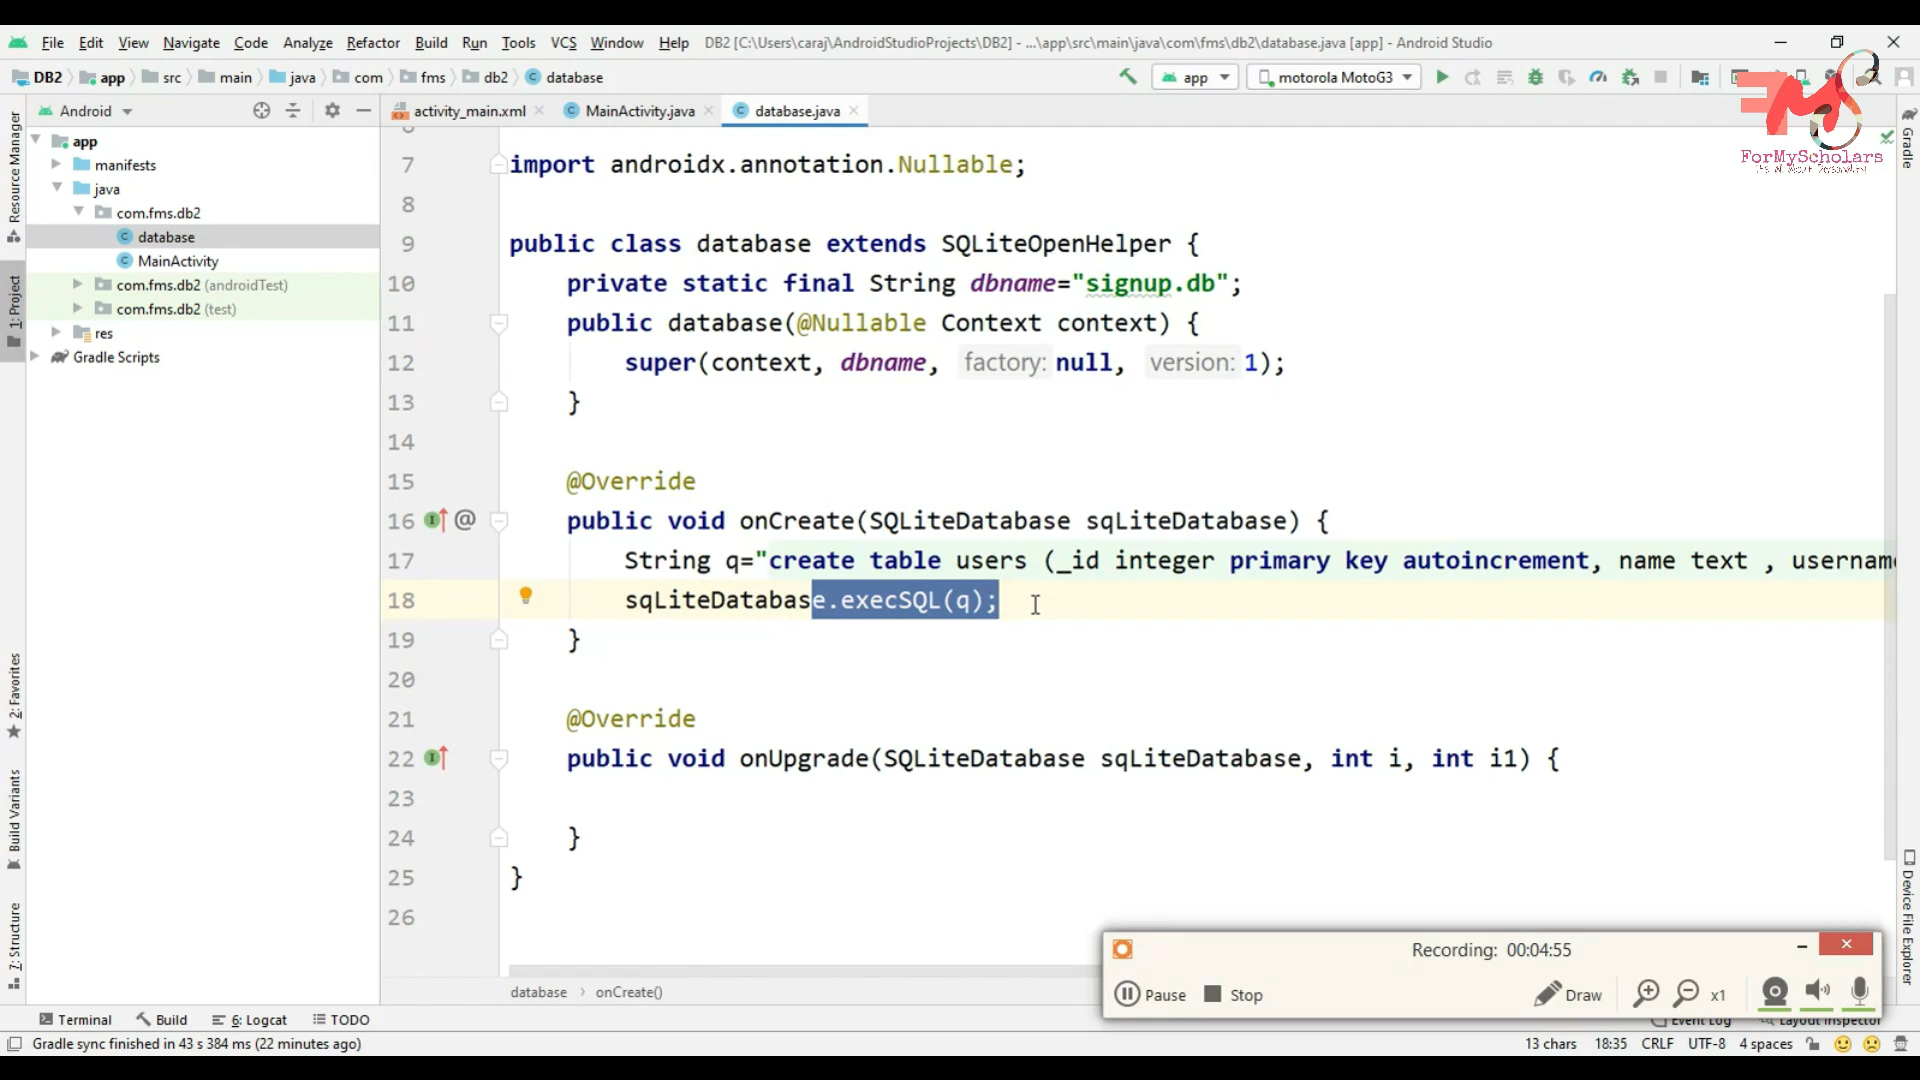 File Edit View Navigate Code Analyze Refactor Build Run Tools VCS Window Help DB2 [C:\Users\caraj\AndroidStudioProjects\DB2] - ...\app\src\main\java\com\fms\db2\database.java [app] - Android Studio
DB2 app src main java com fms db2 database app motorola MotoG3
Android activity_main.xml MainActivity.java database.java
app
manifests
java
com.fms.db2
database
MainActivity
com.fms.db2 (androidTest)
com.fms.db2 (test)
res
Gradle Scripts
Resource Manager
1: Project
2: Favorites
Build Variants
7: Structure
7 import androidx.annotation.Nullable;
8
9 public class database extends SQLiteOpenHelper {
10 private static final String dbname="signup.db";
11 public database(@Nullable Context context) {
12 super(context, dbname, factory: null, version: 1);
13 }
14
15 @Override
16 @ public void onCreate(SQLiteDatabase sqLiteDatabase) {
17 String q="create table users (_id integer primary key autoincrement, name text , usernam
18 sqLiteDatabase.execSQL(q);
19 }
20
21 @Override
22 public void onUpgrade(SQLiteDatabase sqLiteDatabase, int i, int i1) {
23
24 }
25 }
26
FM
ForMyScholars
Gradle
Device File Explorer
Recording: 00:04:55
Pause Stop Draw x1
database onCreate()
Terminal Build 6: Logcat TODO Event Log Layout Inspector
Gradle sync finished in 43 s 384 ms (22 minutes ago) 13 chars 18:35 CRLF UTF-8 4 spaces